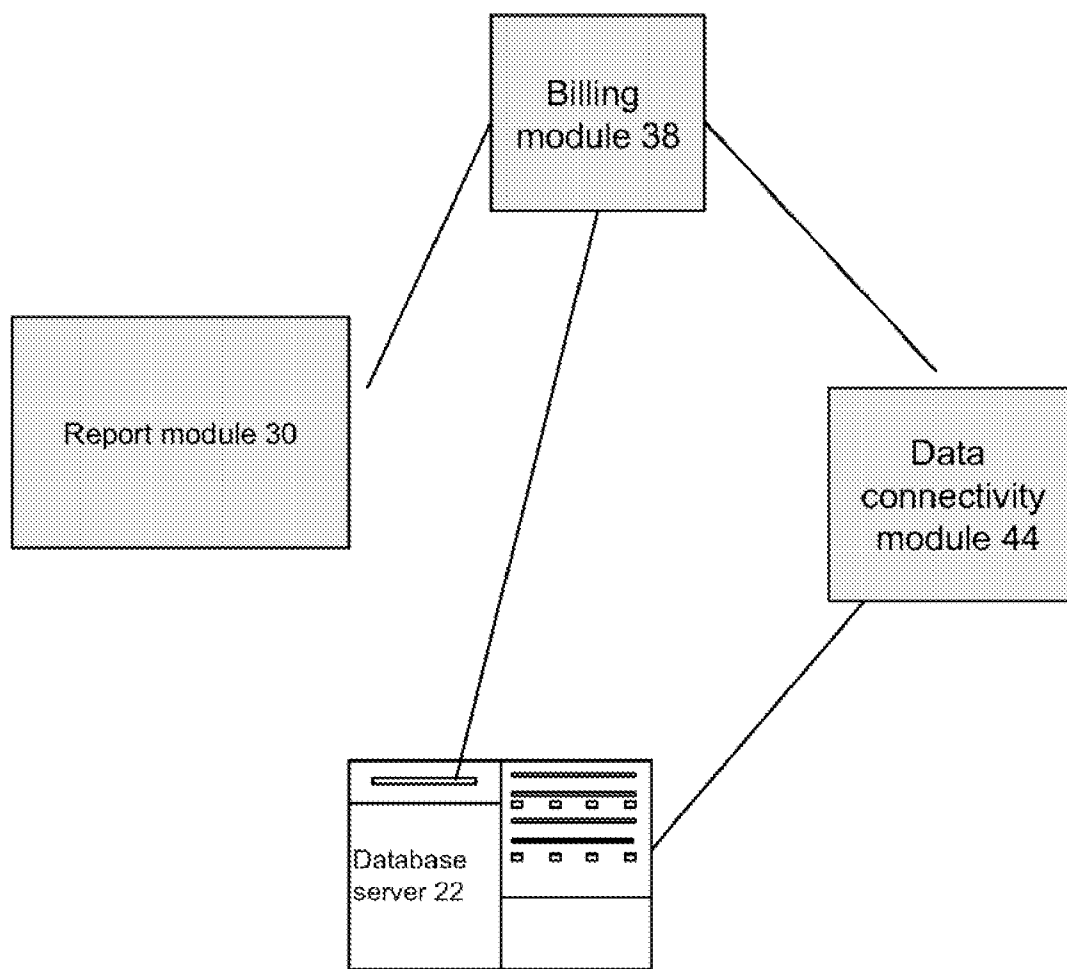 Billing
module 38
Report module 30
Data
connectivity
module 44
Database
server 22